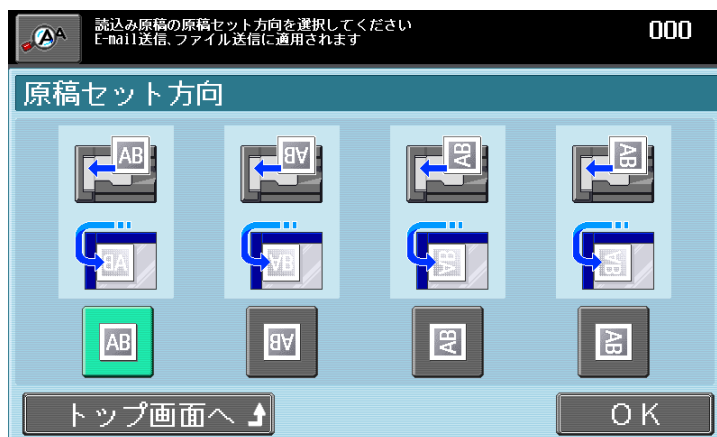 読込み原稿の原稿セット方向を選択してください
E-mail送信、ファイル送信に適用されます
000
原稿セット方向
AB AB AB AB
AB AB AB AB
AB AB AB AB
トップ画面へ OK